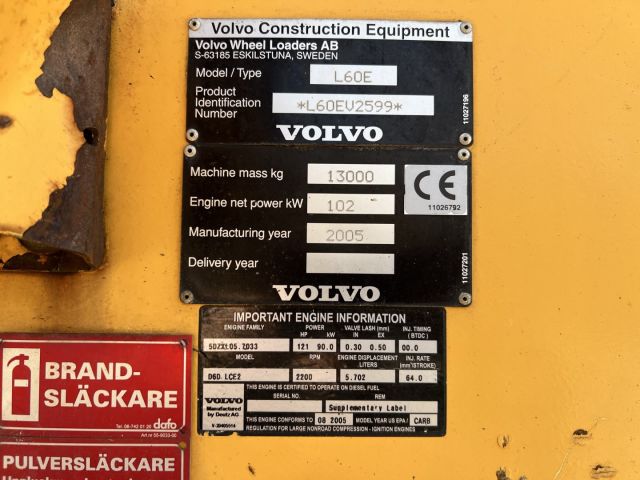 Volvo Construction Equipment
Volvo Wheel Loaders AB
S-63185 ESKILSTUNA, SWEDEN
Model / Type L60E
Product
Identification *L60EV2599*
Number
VOLVO
11027196
Machine mass kg 13000
Engine net power kW 102
CE
11026792
Manufacturing year 2005
Delivery year
VOLVO
11027201
IMPORTANT ENGINE INFORMATION
ENGINE FAMILY POWER VALVE LASH (mm) INJ. TIMING
HP kW IN EX (BTDC)
121 90.0 0.30 0.50 00.0
MODEL RPM ENGINE DISPLACEMENT INJ. RATE
LITERS (mm³/STROKE)
D6D LCE2 2200 5.702 64.0
THIS ENGINE IS CERTIFIED TO OPERATE ON DIESEL FUEL
SERIAL NO. REM
VOLVO Supplementary Label
Manufactured
by Deutz AG
THIS ENGINE CONFORMS TO 08 2005 MODEL YEAR US EPA/ CARB
REGULATION FOR LARGE NONROAD COMPRESSION - IGNITION ENGINES
BRAND-
SLÄCKARE
Tel. 08-742 01 20 dafo
PULVERSLÄCKARE